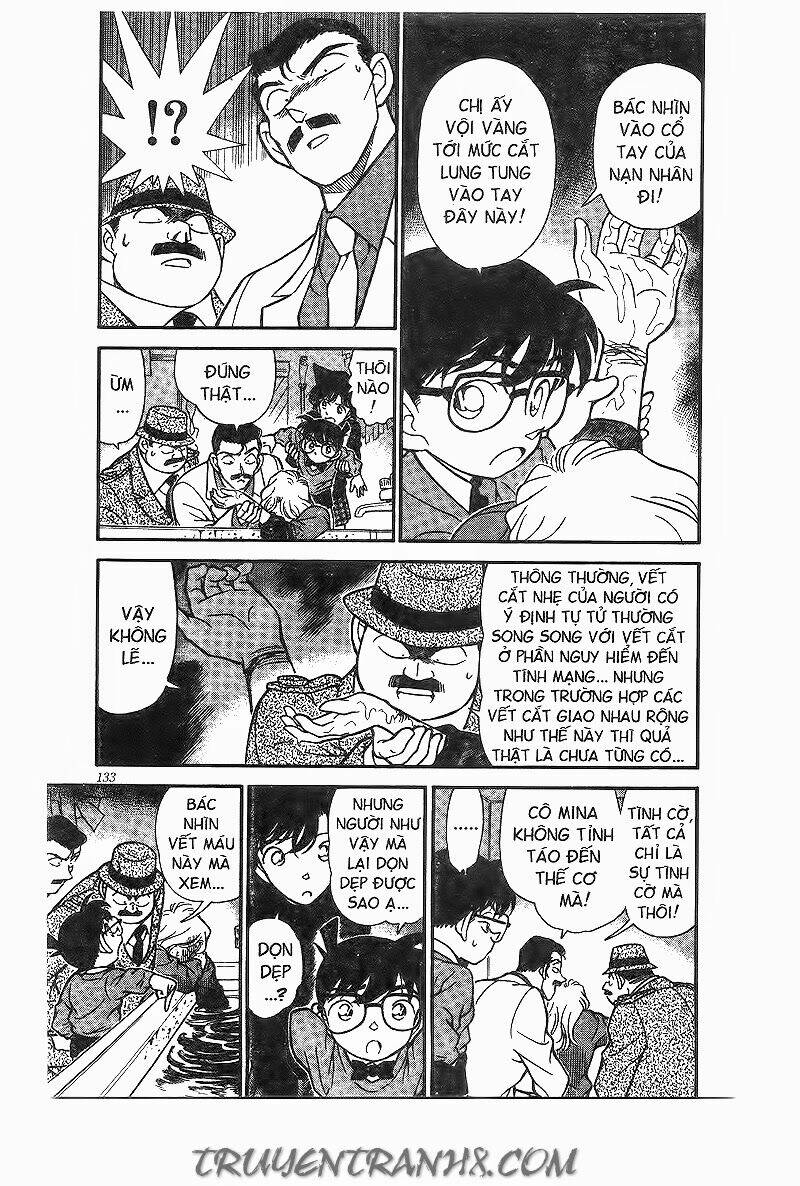 BÁC NHÌN
VÀO CỔ
TAY CỦA
NẠN NHÂN
ĐI!
CHỊ ẤY
VỘI VÀNG
TỚI MỨC CẮT
LUNG TUNG
VÀO TAY
ĐÂY NÀY!
!?
THÔI
NÀO
!
ĐÚNG
THẬT...
ỪM
...
THÔNG THƯỜNG, VẾT
CẮT NHẸ CỦA NGƯỜI CÓ
Ý ĐỊNH TỰ TỬ THƯỜNG
SONG SONG VỚI VẾT CẮT
Ở PHẦN NGUY HIỂM ĐẾN
TÍNH MẠNG... NHƯNG
TRONG TRƯỜNG HỢP CÁC
VẾT CẮT GIAO NHAU RỘNG
NHƯ THẾ NÀY THÌ QUẢ
THẬT LÀ CHƯA TỪNG CÓ...
VẬY
KHÔNG
LẼ...
133
TÌNH CỜ,
TẤT CẢ
CHỈ LÀ
SỰ TÌNH
CỜ MÀ
THÔI!
CÔ MINA
KHÔNG TỈNH
TÁO ĐẾN
THẾ CƠ
MÀ!
.....
NHƯNG
NGƯỜI NHƯ
VẬY MÀ
LẠI DỌN
DẸP ĐƯỢC
SAO Ạ...
DỌN
DẸP
...?
BÁC
NHÌN
VẾT MÁU
NÀY MÀ
XEM...
TRUYENTRANH8.COM